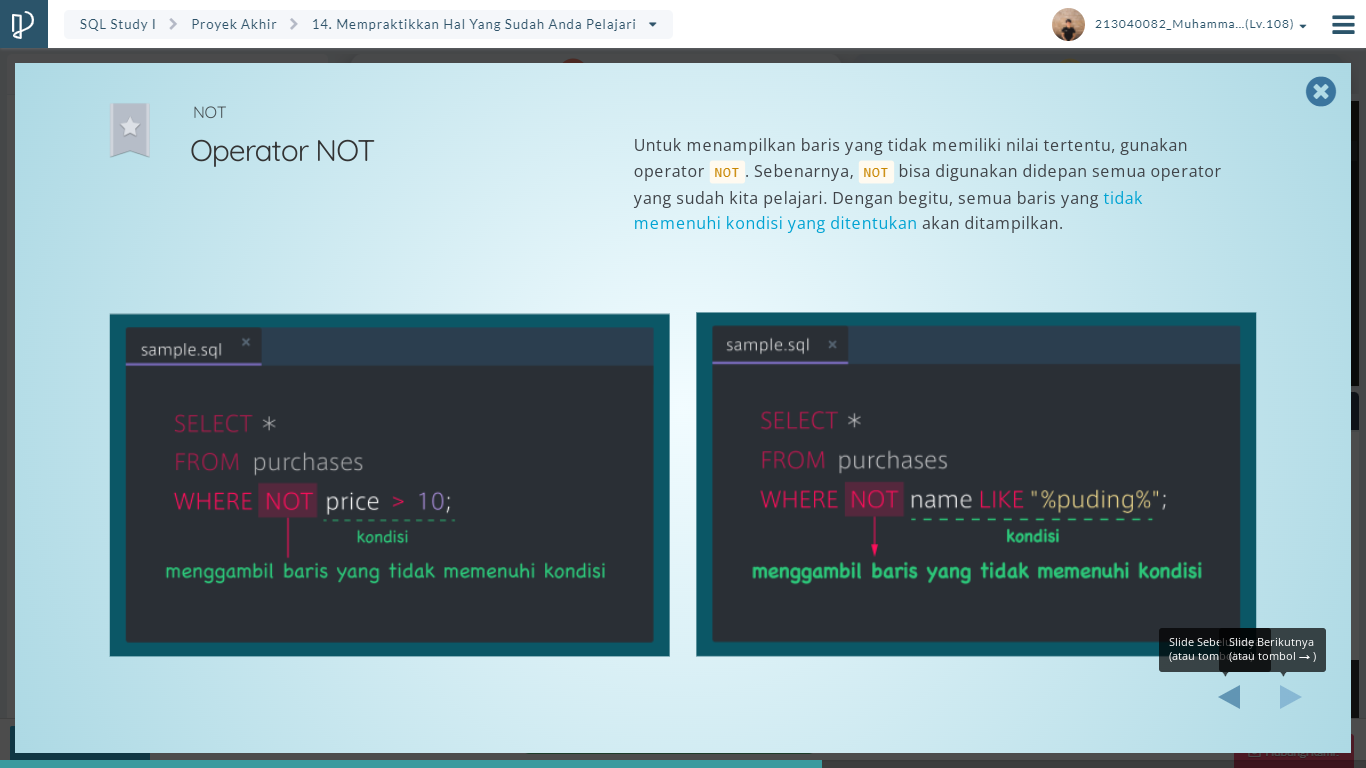 SQL Study I
Proyek Akhir
14. Mempraktikkan Hal Yang Sudah Anda Pelajari
213040082_Muhamma...(Lv.108)
NOT
Operator NOT
Untuk menampilkan baris yang tidak memiliki nilai tertentu, gunakan
operator NOT. Sebenarnya, NOT bisa digunakan didepan semua operator
yang sudah kita pelajari. Dengan begitu, semua baris yang tidak
memenuhi kondisi yang ditentukan akan ditampilkan.
sample.sql ×
SELECT *
FROM purchases
WHERE NOT price > 10;
kondisi
menggambil baris yang tidak memenuhi kondisi
sample.sql ×
SELECT *
FROM purchases
WHERE NOT name LIKE "%puding%";
kondisi
menggambil baris yang tidak memenuhi kondisi
Slide
(atau
Slide Berikutnya
(atau tombol → )